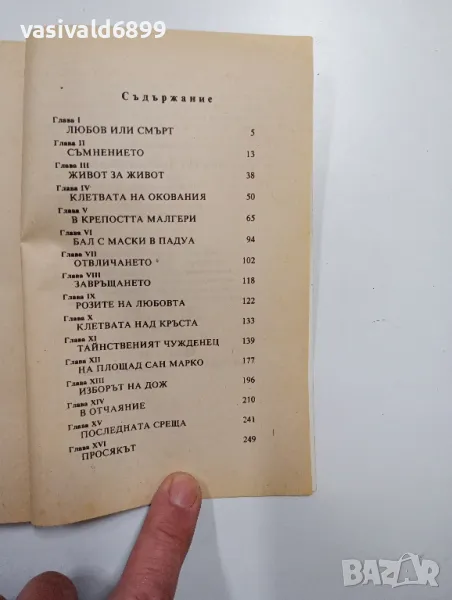 vasivald6899
Съдържание
Глава I
ЛЮБОВ ИЛИ СМЪРТ 5
Глава II
СЪМНЕНИЕТО 13
Глава III
ЖИВОТ ЗА ЖИВОТ 38
Глава IV
КЛЕТВАТА НА ОКОВАНИЯ 50
Глава V
В КРЕПОСТТА МАЛГЕРИ 65
Глава VI
БАЛ С МАСКИ В ПАДУА 94
Глава VII
ОТВЛИЧАНЕТО 102
Глава VIII
ЗАВРЪЩАНЕТО 118
Глава IX
РОЗИТЕ НА ЛЮБОВТА 122
Глава X
КЛЕТВАТА НАД КРЪСТА 133
Глава XI
ТАЙНСТВЕНИЯТ ЧУЖДЕНЕЦ 139
Глава XII
НА ПЛОЩАД САН МАРКО 177
Глава XIII
ИЗБОРЪТ НА ДОЖ 196
Глава XIV
В ОТЧАЯНИЕ 210
Глава XV
ПОСЛЕДНАТА СРЕЩА 241
Глава XVI
ПРОСЯКЪТ 249
BAZAR